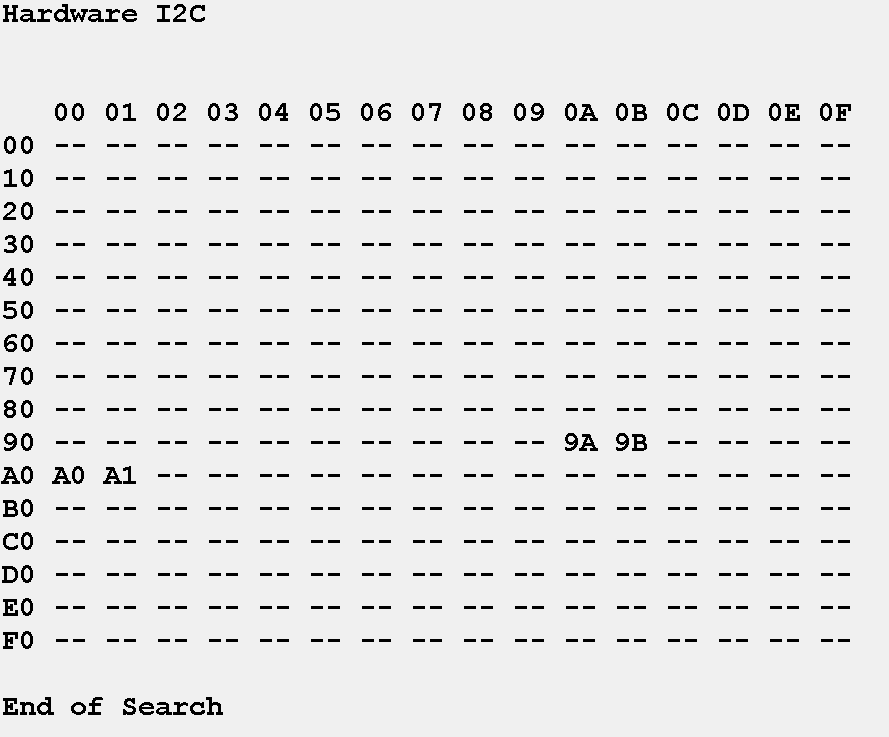 Hardware I2C
00 01 02 03 04 05 06 07 08 09 0A 0B 0C 0D 0E 0F
00 -- -- -- -- -- -- -- -- -- -- -- -- -- -- -- --
10 -- -- -- -- -- -- -- -- -- -- -- -- -- -- -- --
20 -- -- -- -- -- -- -- -- -- -- -- -- -- -- -- --
30 -- -- -- -- -- -- -- -- -- -- -- -- -- -- -- --
40 -- -- -- -- -- -- -- -- -- -- -- -- -- -- -- --
50 -- -- -- -- -- -- -- -- -- -- -- -- -- -- -- --
60 -- -- -- -- -- -- -- -- -- -- -- -- -- -- -- --
70 -- -- -- -- -- -- -- -- -- -- -- -- -- -- -- --
80 -- -- -- -- -- -- -- -- -- -- -- -- -- -- -- --
90 -- -- -- -- -- -- -- -- -- -- 9A 9B -- -- -- --
A0 A0 A1 -- -- -- -- -- -- -- -- -- -- -- -- -- --
B0 -- -- -- -- -- -- -- -- -- -- -- -- -- -- -- --
C0 -- -- -- -- -- -- -- -- -- -- -- -- -- -- -- --
D0 -- -- -- -- -- -- -- -- -- -- -- -- -- -- -- --
E0 -- -- -- -- -- -- -- -- -- -- -- -- -- -- -- --
F0 -- -- -- -- -- -- -- -- -- -- -- -- -- -- -- --
End of Search